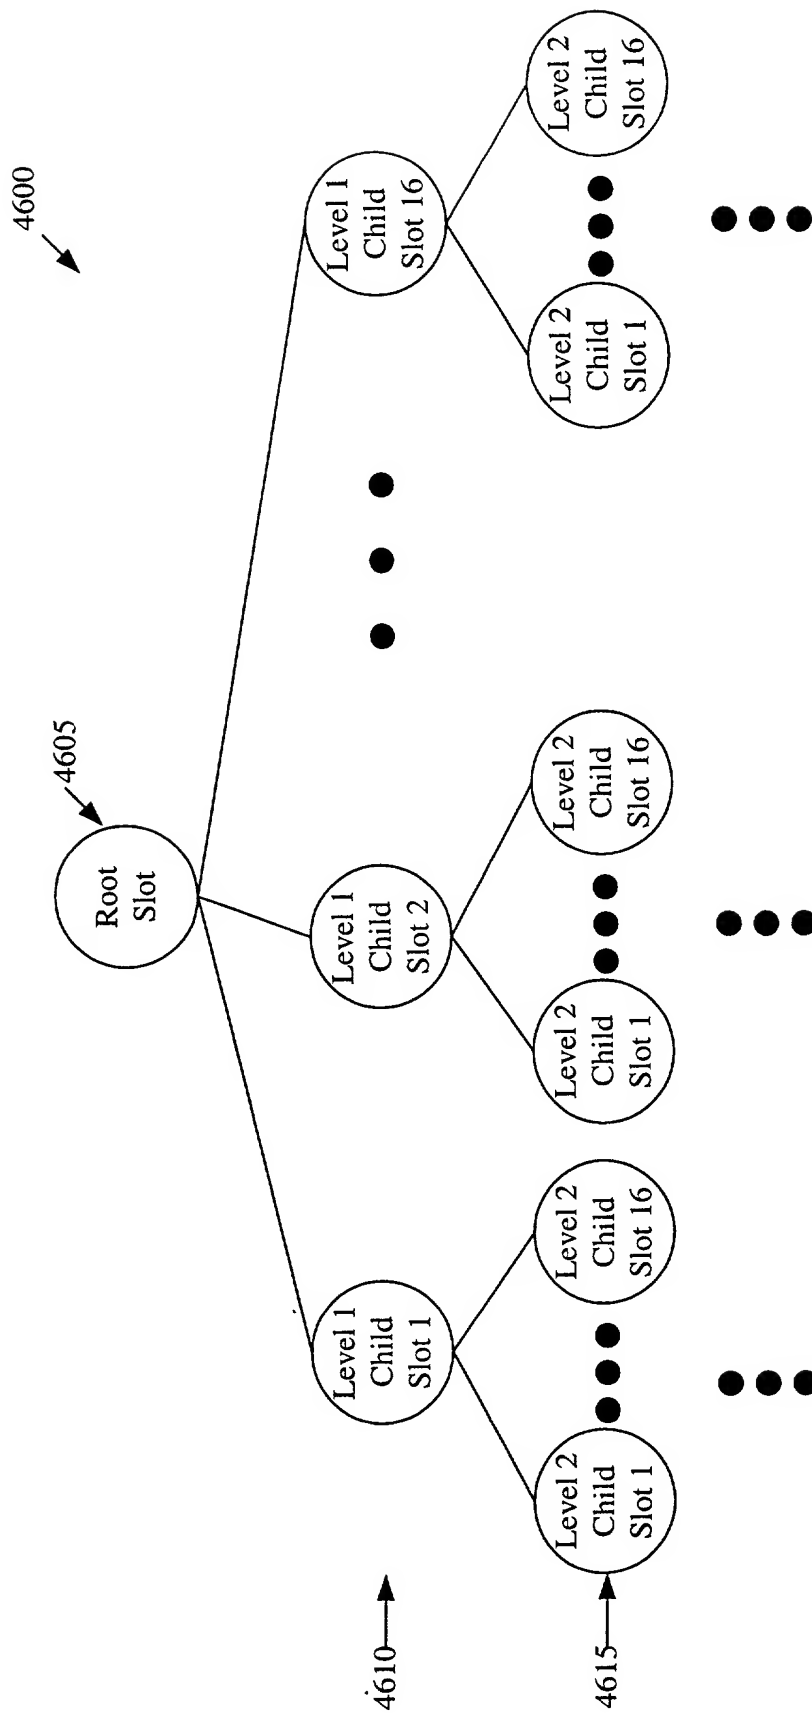 4600
Root
Slot
4605
4610
Level 1
Child
Slot 1
Level 1
Child
Slot 2
Level 1
Child
Slot 16
4615
Level 2
Child
Slot 1
Level 2
Child
Slot 16
Level 2
Child
Slot 1
Level 2
Child
Slot 16
Level 2
Child
Slot 1
Level 2
Child
Slot 16